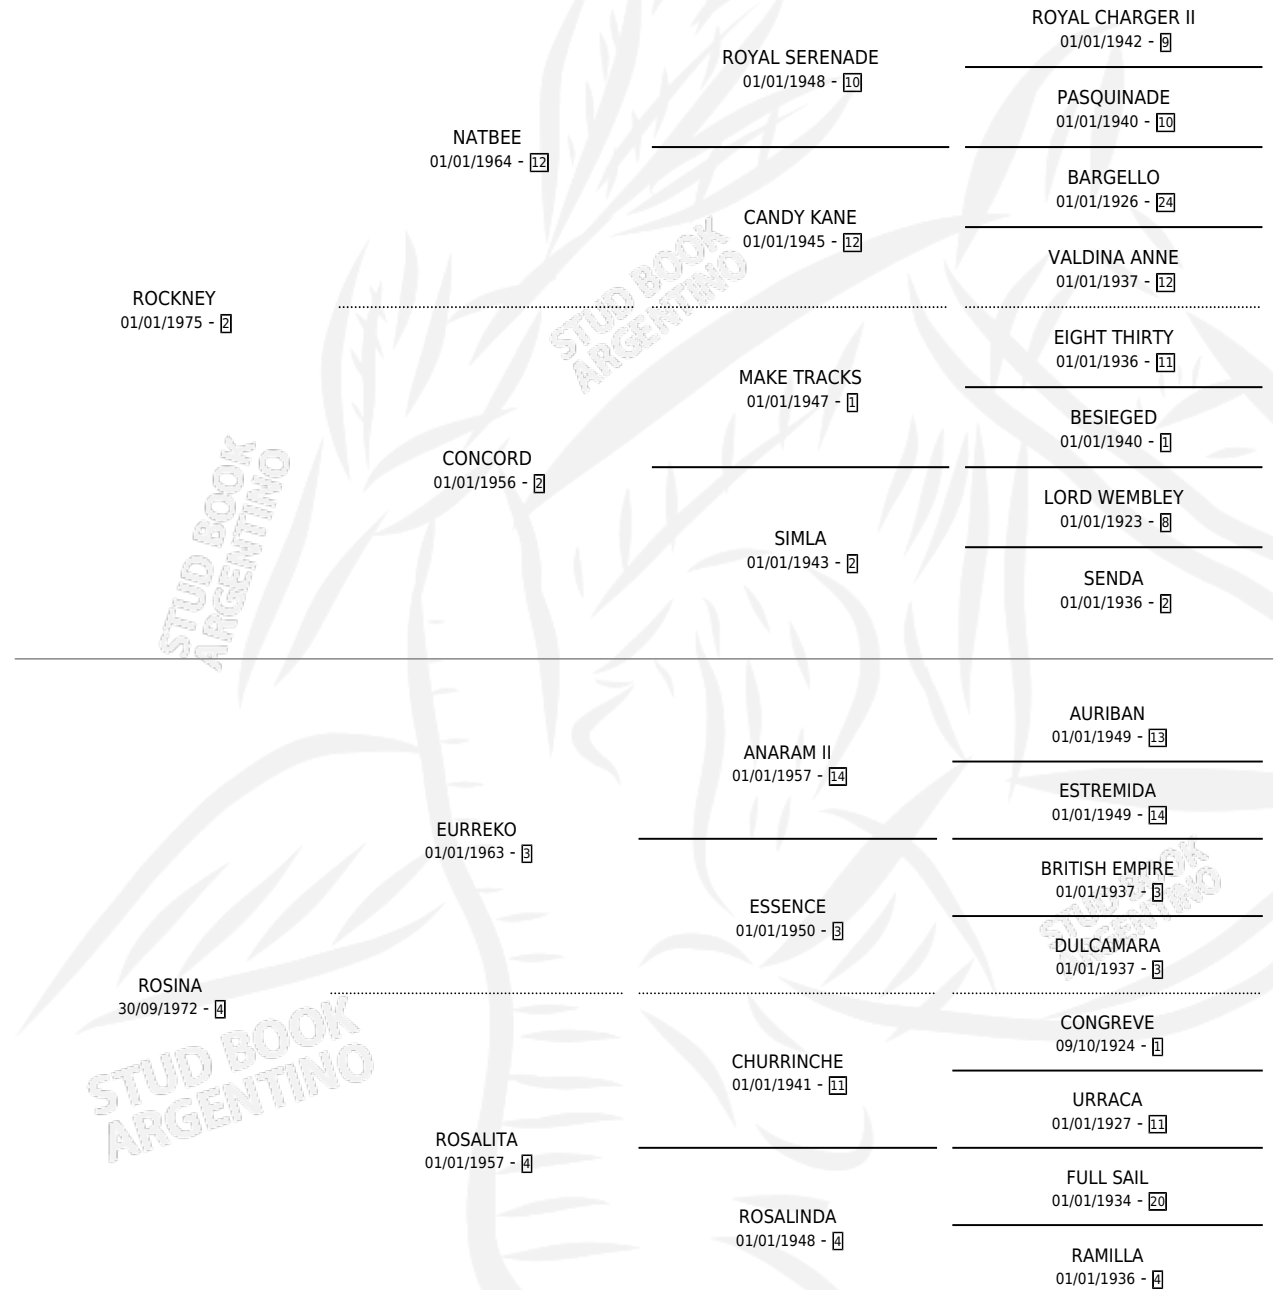 ROYAL CHARGER II
01/01/1942 - 9
ROYAL SERENADE
01/01/1948 - 10
PASQUINADE
01/01/1940 - 10
NATBEE
01/01/1964 - 12
BARGELLO
01/01/1926 - 24
CANDY KANE
01/01/1945 - 12
VALDINA ANNE
01/01/1937 - 12
ROCKNEY
01/01/1975 - 2
EIGHT THIRTY
01/01/1936 - 11
MAKE TRACKS
01/01/1947 - 1
BESIEGED
01/01/1940 - 1
CONCORD
01/01/1956 - 2
LORD WEMBLEY
01/01/1923 - 8
SIMLA
01/01/1943 - 2
SENDA
01/01/1936 - 2
AURIBAN
01/01/1949 - 13
ANARAM II
01/01/1957 - 14
ESTREMIDA
01/01/1949 - 14
EURREKO
01/01/1963 - 3
BRITISH EMPIRE
01/01/1937 - 3
ESSENCE
01/01/1950 - 3
DULCAMARA
01/01/1937 - 3
ROSINA
30/09/1972 - 4
CONGREVE
09/10/1924 - 1
CHURRINCHE
01/01/1941 - 11
URRACA
01/01/1927 - 11
ROSALITA
01/01/1957 - 4
FULL SAIL
01/01/1934 - 20
ROSALINDA
01/01/1948 - 4
RAMILLA
01/01/1936 - 4
STUD BOOK
ARGENTINO
STUD BOOK
ARGENTINO
STUD BOOK
ARGENTINO
STUD BOOK
ARGENTINO